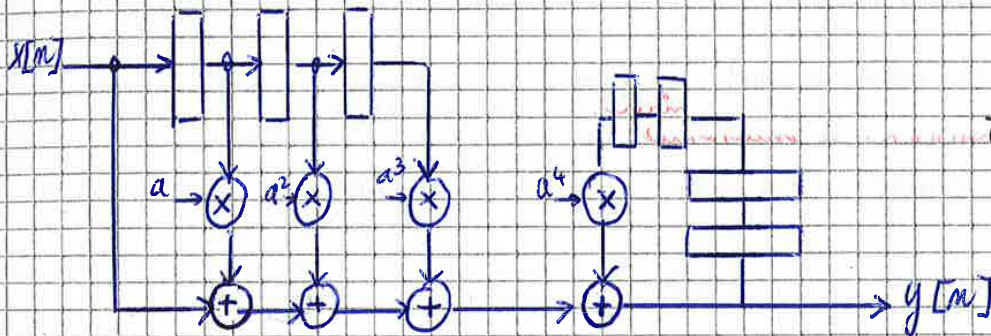 x[n]
a a² a³ a⁴
× × × ×
+ + + + y[n]